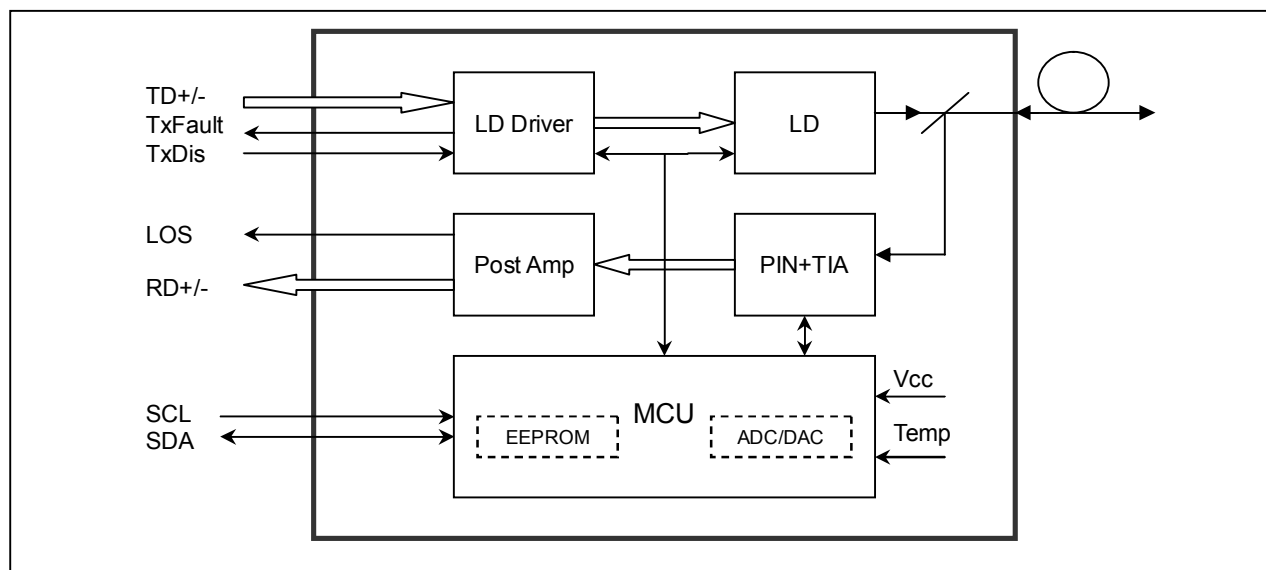 TD+/-
TxFault
TxDis
LD Driver
LD
LOS
RD+/-
Post Amp
PIN+TIA
SCL
SDA
MCU
EEPROM
ADC/DAC
Vcc
Temp